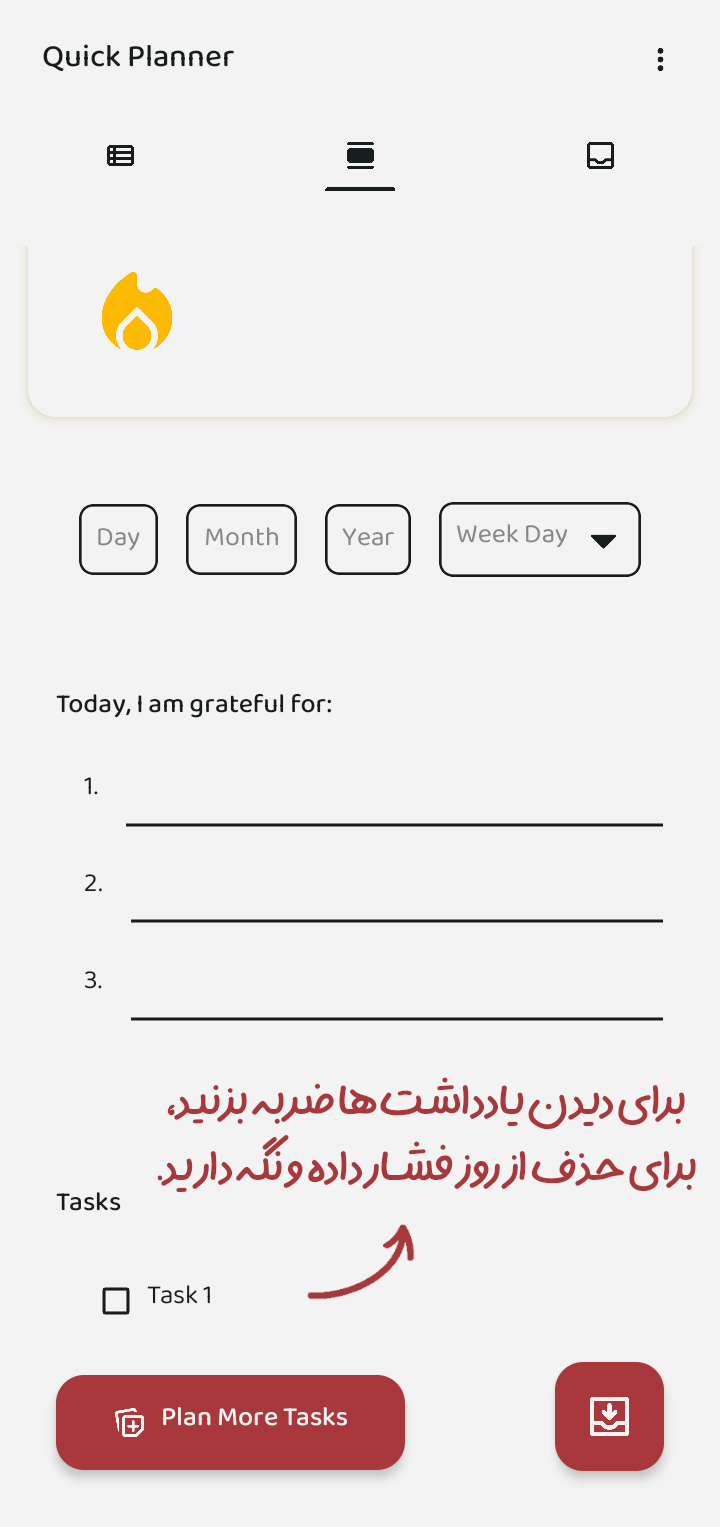 Quick Planner
Day Month Year Week Day
Today, I am grateful for:
1.
2.
3.
برای دیدن یادداشت ها ضربه بزنید،
برای حذف از روز فشار داده و نگه دارید.
Tasks
Task 1
Plan More Tasks